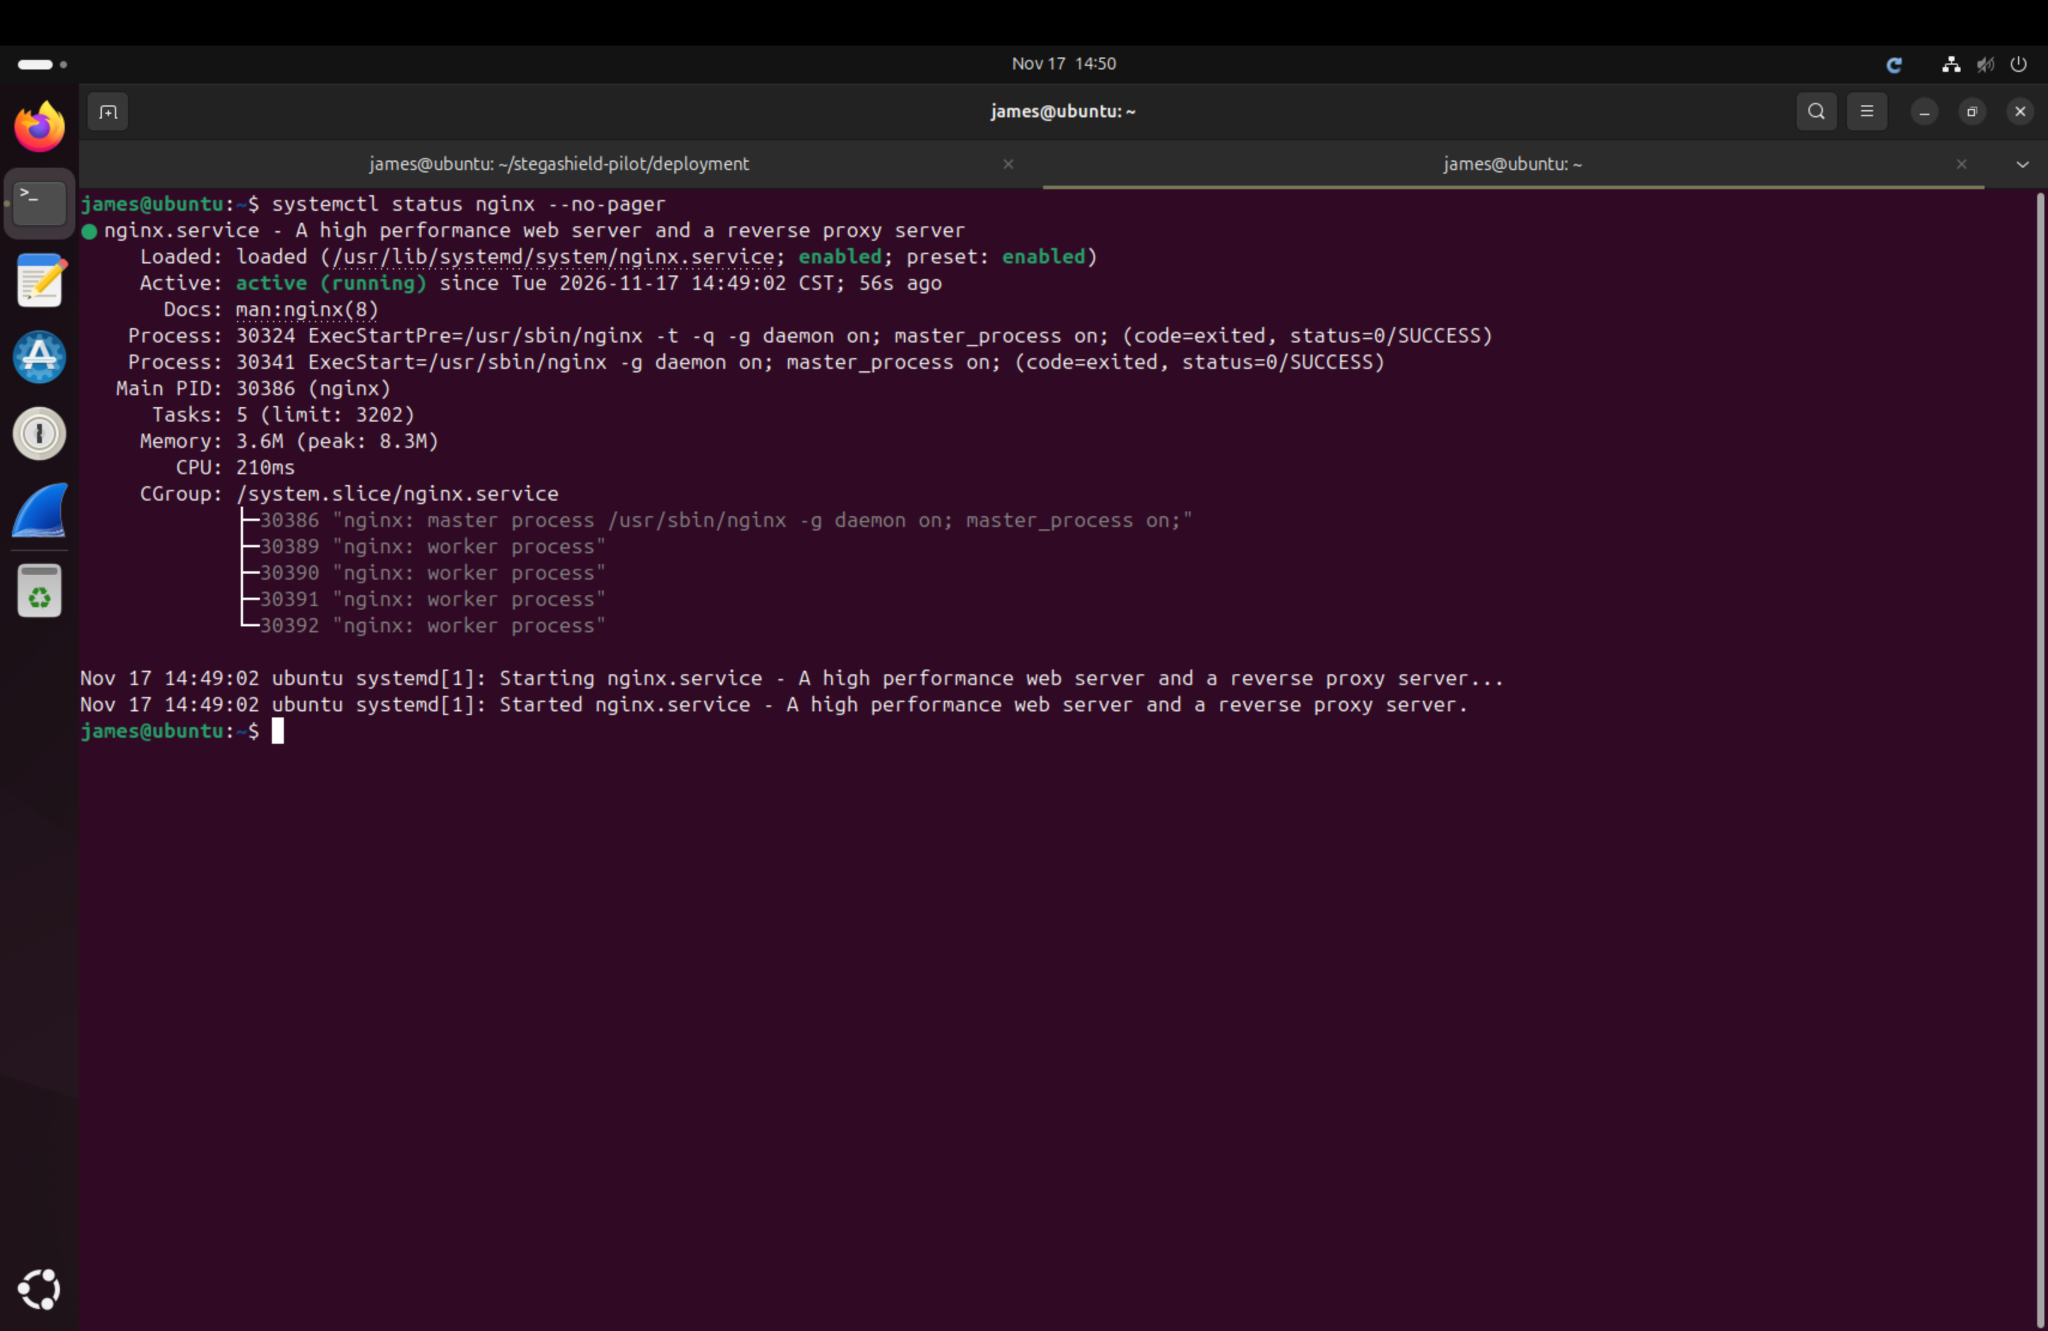 Nov 17 14:50
james@ubuntu: ~
james@ubuntu: ~/stegashield-pilot/deployment
james@ubuntu: ~
james@ubuntu:~$ systemctl status nginx --no-pager
● nginx.service - A high performance web server and a reverse proxy server
Loaded: loaded (/usr/lib/systemd/system/nginx.service; enabled; preset: enabled)
Active: active (running) since Tue 2026-11-17 14:49:02 CST; 56s ago
Docs: man:nginx(8)
Process: 30324 ExecStartPre=/usr/sbin/nginx -t -q -g daemon on; master_process on; (code=exited, status=0/SUCCESS)
Process: 30341 ExecStart=/usr/sbin/nginx -g daemon on; master_process on; (code=exited, status=0/SUCCESS)
Main PID: 30386 (nginx)
Tasks: 5 (limit: 3202)
Memory: 3.6M (peak: 8.3M)
CPU: 210ms
CGroup: /system.slice/nginx.service
├─30386 "nginx: master process /usr/sbin/nginx -g daemon on; master_process on;"
├─30389 "nginx: worker process"
├─30390 "nginx: worker process"
├─30391 "nginx: worker process"
└─30392 "nginx: worker process"
Nov 17 14:49:02 ubuntu systemd[1]: Starting nginx.service - A high performance web server and a reverse proxy server...
Nov 17 14:49:02 ubuntu systemd[1]: Started nginx.service - A high performance web server and a reverse proxy server.
james@ubuntu:~$